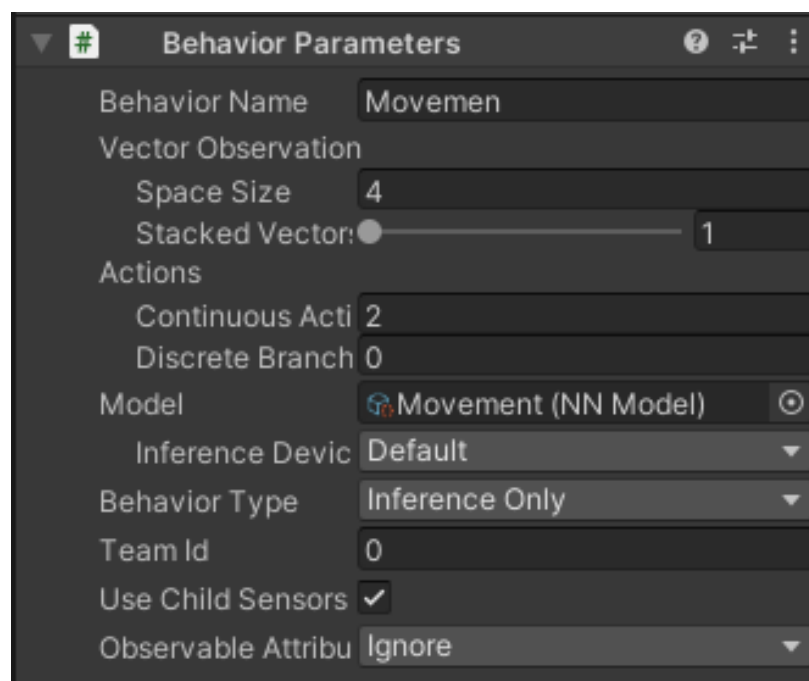 # Behavior Parameters
Behavior Name Movemen
Vector Observation
Space Size 4
Stacked Vectors 1
Actions
Continuous Acti 2
Discrete Branch 0
Model Movement (NN Model)
Inference Devic Default
Behavior Type Inference Only
Team Id 0
Use Child Sensors
Observable Attribu Ignore